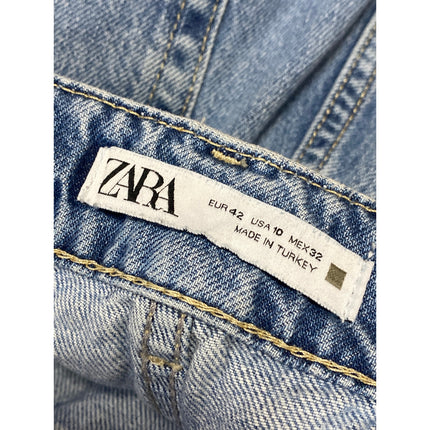 ZARA
EUR 42 USA 10 MEX 32
MADE IN TURKEY